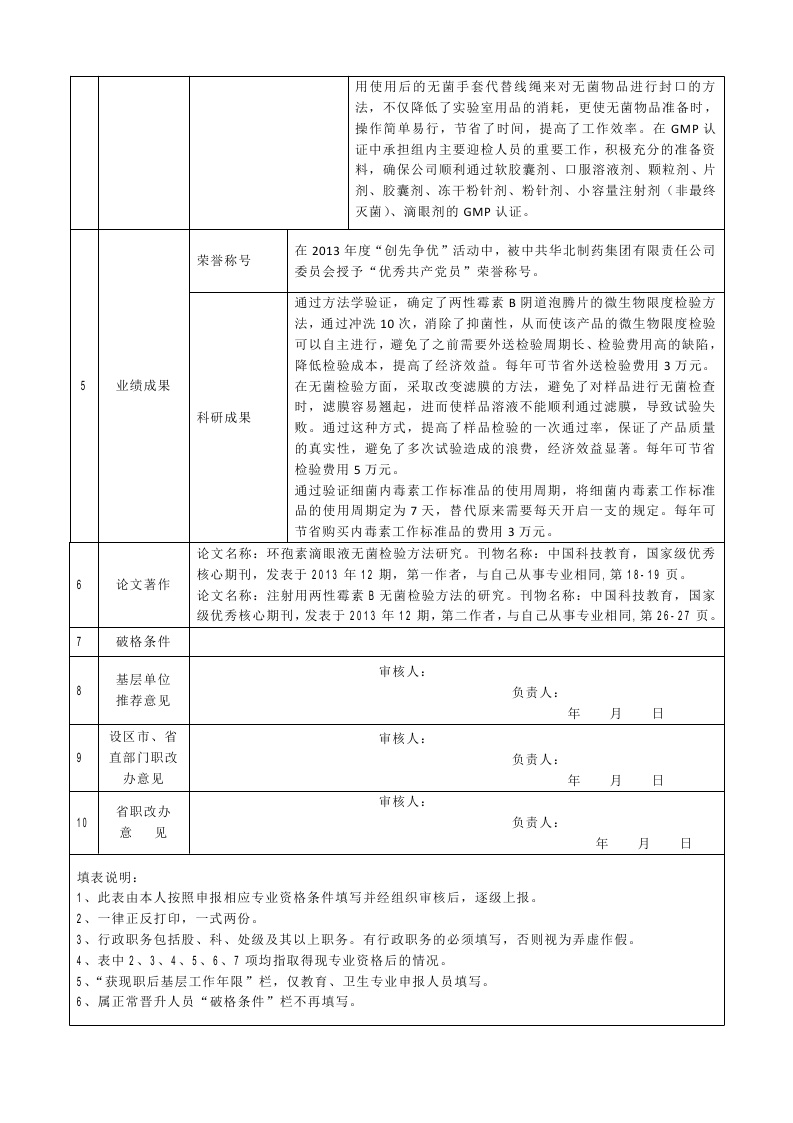 用使用后的无菌手套代替线绳来对无菌物品进行封口的方
法，不仅降低了实验室用品的消耗，更使无菌物品准备时，
操作简单易行，节省了时间，提高了工作效率。在 GMP 认
证中承担组内主要迎检人员的重要工作，积极充分的准备资
料，确保公司顺利通过软胶囊剂、口服溶液剂、颗粒剂、片
剂、胶囊剂、冻干粉针剂、粉针剂、小容量注射剂（非最终
灭菌）、滴眼剂的 GMP 认证。
5
业绩成果
荣誉称号
在 2013 年度“创先争优”活动中，被中共华北制药集团有限责任公司
委员会授予“优秀共产党员”荣誉称号。
科研成果
通过方法学验证，确定了两性霉素 B 阴道泡腾片的微生物限度检验方
法，通过冲洗 10 次，消除了抑菌性，从而使该产品的微生物限度检验
可以自主进行，避免了之前需要外送检验周期长、检验费用高的缺陷，
降低检验成本，提高了经济效益。每年可节省外送检验费用 3 万元。
在无菌检验方面，采取改变滤膜的方法，避免了对样品进行无菌检查
时，滤膜容易翘起，进而使样品溶液不能顺利通过滤膜，导致试验失
败。通过这种方式，提高了样品检验的一次通过率，保证了产品质量
的真实性，避免了多次试验造成的浪费，经济效益显著。每年可节省
检验费用 5 万元。
通过验证细菌内毒素工作标准品的使用周期，将细菌内毒素工作标准
品的使用周期定为 7 天，替代原来需要每天开启一支的规定。每年可
节省购买内毒素工作标准品的费用 3 万元。
6
论文著作
论文名称：环孢素滴眼液无菌检验方法研究。刊物名称：中国科技教育，国家级优秀
核心期刊，发表于 2013 年 12 期，第一作者，与自己从事专业相同,第 18-19 页。
论文名称：注射用两性霉素 B 无菌检验方法的研究。刊物名称：中国科技教育，国家
级优秀核心期刊，发表于 2013 年 12 期，第二作者，与自己从事专业相同,第 26-27 页。
7
破格条件
8
基层单位
推荐意见
审核人：
负责人：
年 月 日
9
设区市、省
直部门职改
办意见
审核人：
负责人：
年 月 日
10
省职改办
意 见
审核人：
负责人：
年 月 日
填表说明：
1、此表由本人按照申报相应专业资格条件填写并经组织审核后，逐级上报。
2、一律正反打印，一式两份。
3、行政职务包括股、科、处级及其以上职务。有行政职务的必须填写，否则视为弄虚作假。
4、表中 2、3、4、5、6、7 项均指取得现专业资格后的情况。
5、“获现职后基层工作年限”栏，仅教育、卫生专业申报人员填写。
6、属正常晋升人员“破格条件”栏不再填写。